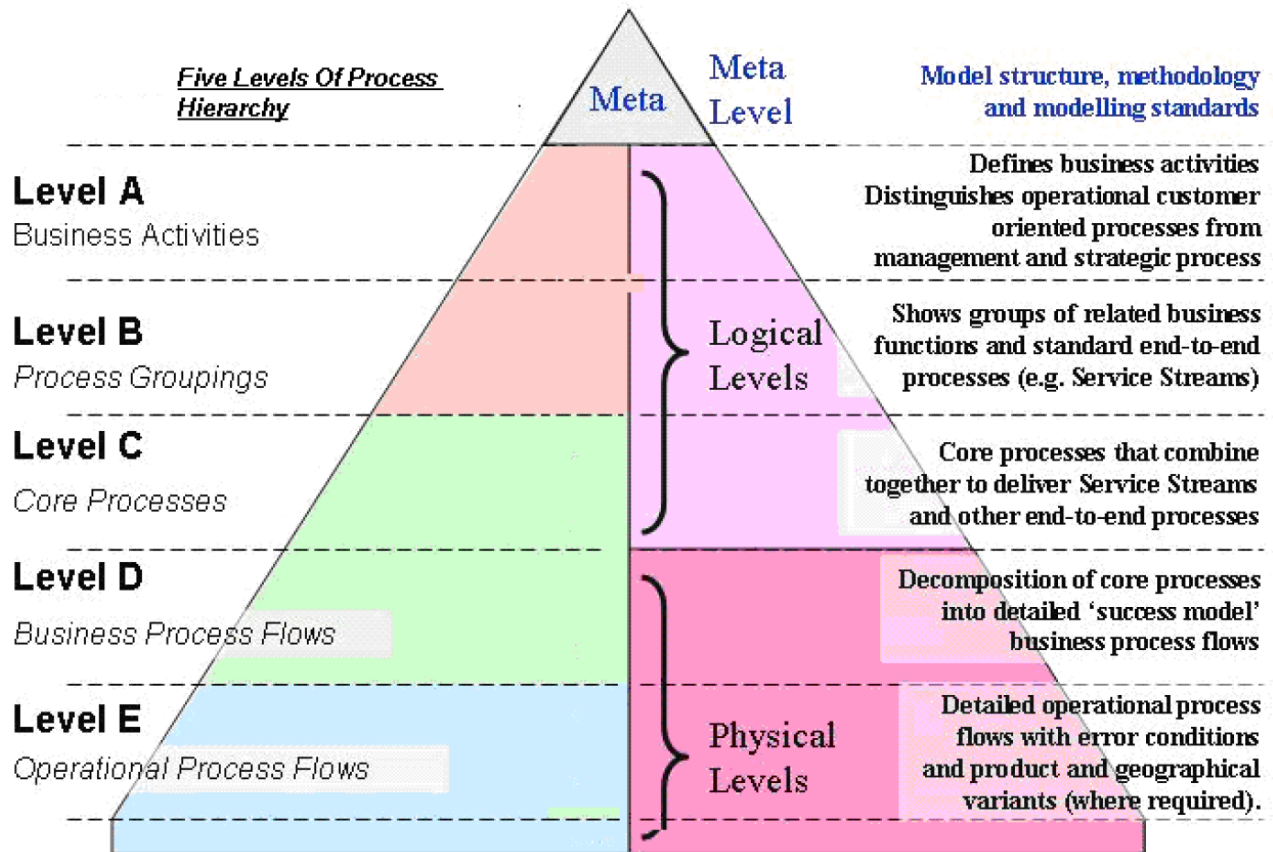 Five Levels Of Process
Hierarchy
Meta
Meta
Level
Model structure, methodology
and modelling standards
Level A
Business Activities
Defines business activities
Distinguishes operational customer
oriented processes from
management and strategic process
Level B
Process Groupings
Logical
Levels
Shows groups of related business
functions and standard end-to-end
processes (e.g. Service Streams)
Level C
Core Processes
Core processes that combine
together to deliver Service Streams
and other end-to-end processes
Level D
Business Process Flows
Decomposition of core processes
into detailed ‘success model’
business process flows
Level E
Operational Process Flows
Physical
Levels
Detailed operational process
flows with error conditions
and product and geographical
variants (where required).